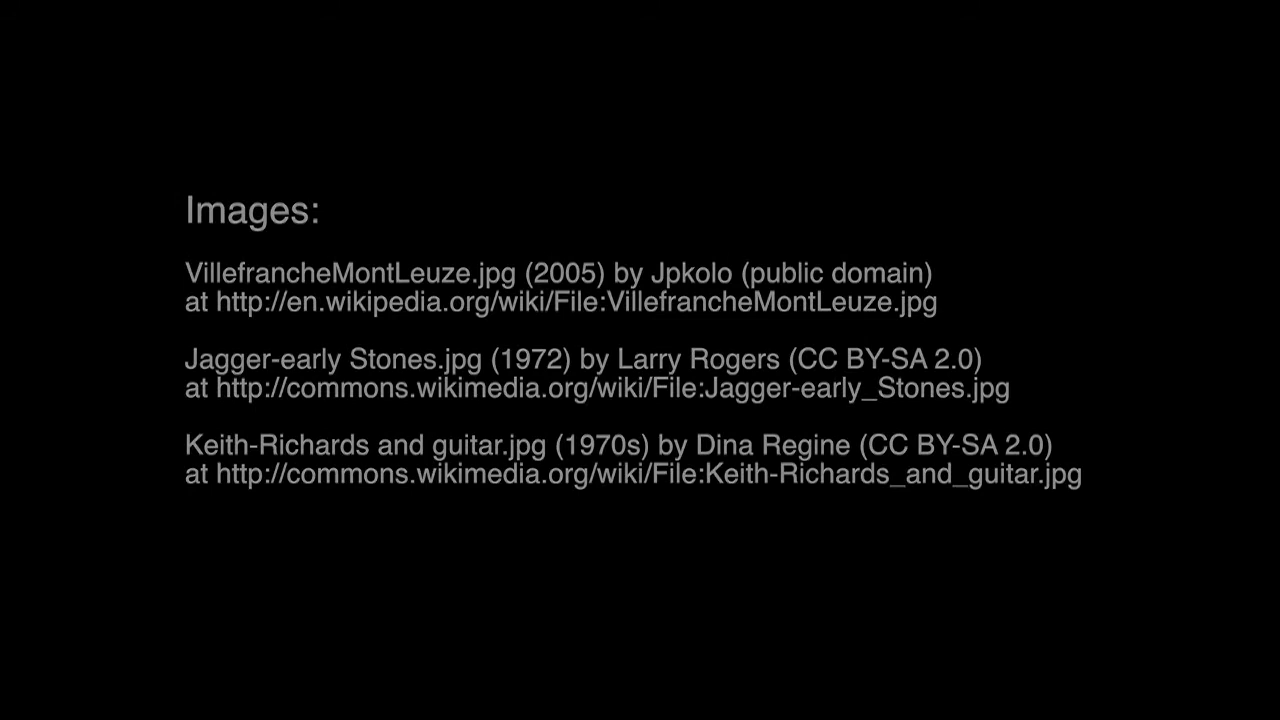 Images:
VillefrancheMontLeuze.jpg (2005) by Jpkolo (public domain)
at http://en.wikipedia.org/wiki/File:VillefrancheMontLeuze.jpg
Jagger-early Stones.jpg (1972) by Larry Rogers (CC BY-SA 2.0)
at http://commons.wikimedia.org/wiki/File:Jagger-early_Stones.jpg
Keith-Richards and guitar.jpg (1970s) by Dina Regine (CC BY-SA 2.0)
at http://commons.wikimedia.org/wiki/File:Keith-Richards_and_guitar.jpg